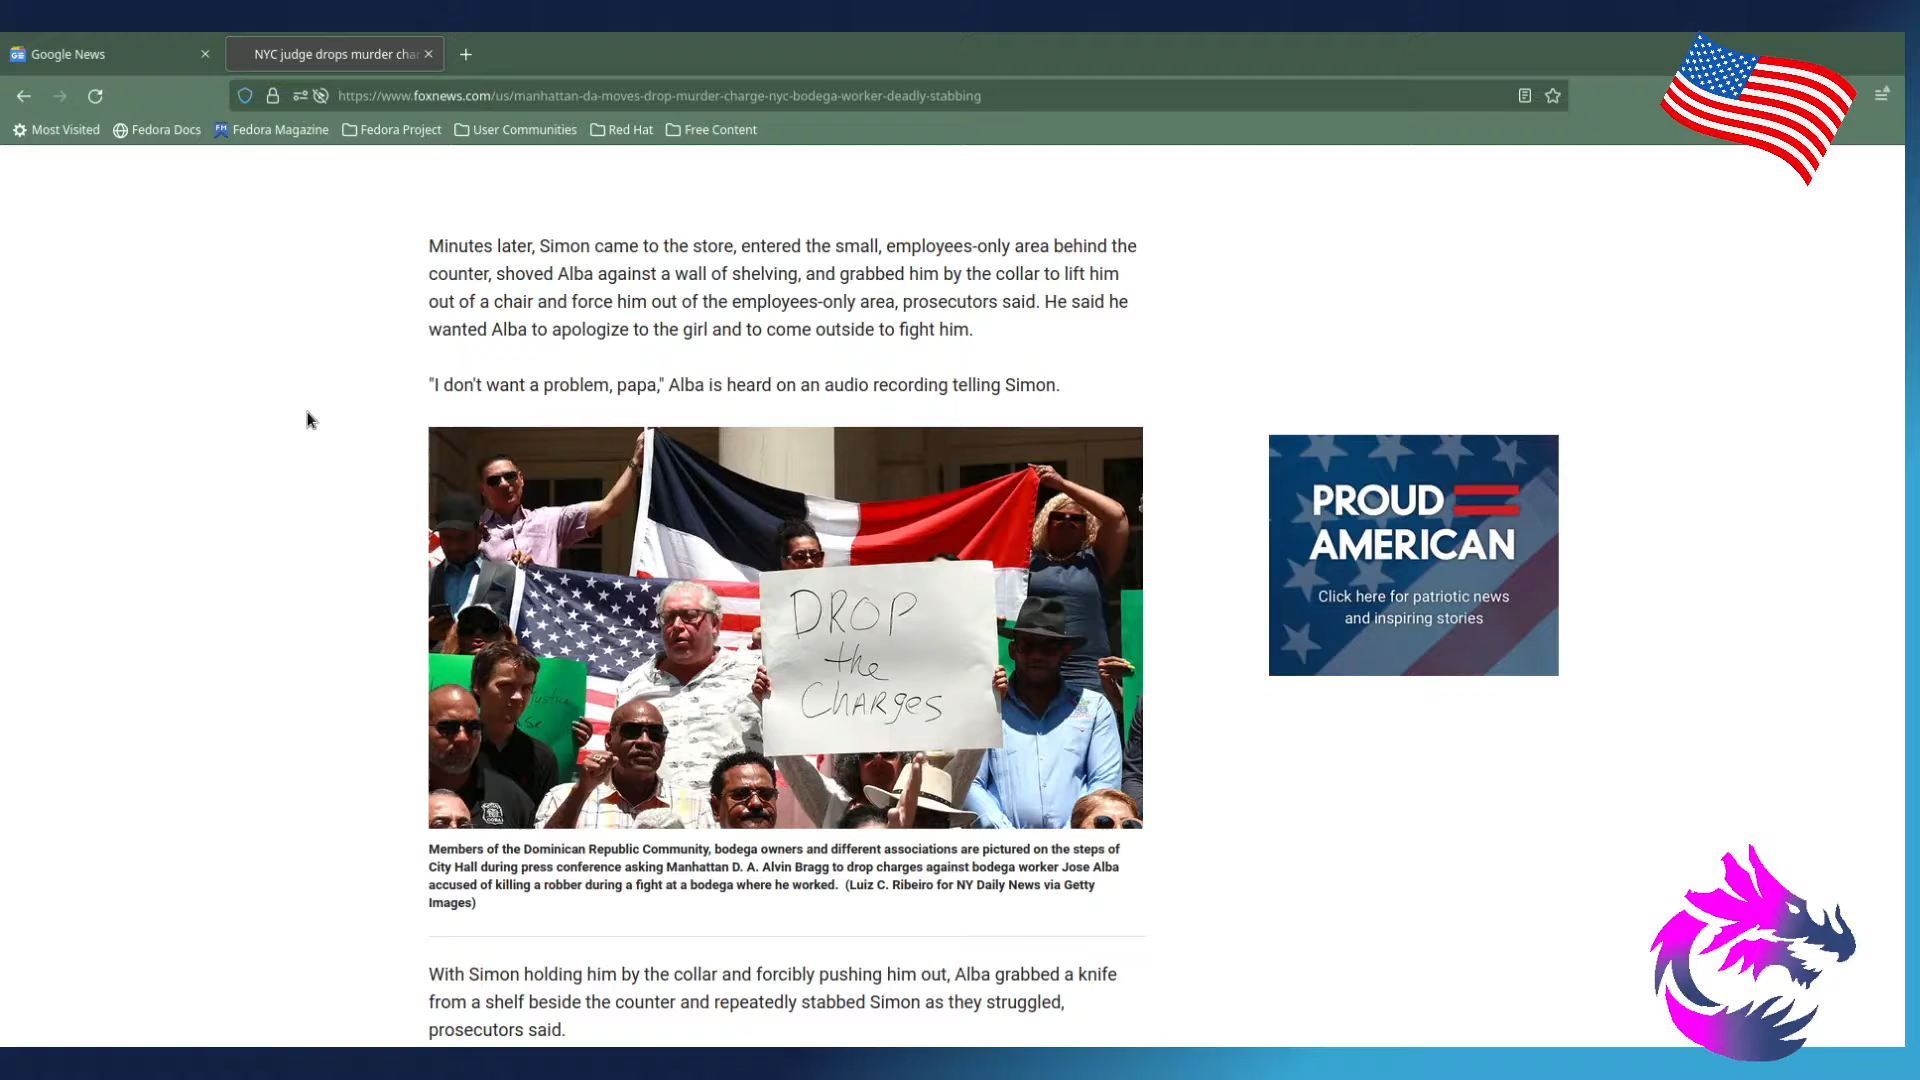 Google News
NYC judge drops murder cha
https://www.foxnews.com/us/manhattan-da-moves-drop-murder-charge-nyc-bodega-worker-deadly-stabbing
Most Visited Fedora Docs Fedora Magazine Fedora Project User Communities Red Hat Free Content
Minutes later, Simon came to the store, entered the small, employees-only area behind the
counter, shoved Alba against a wall of shelving, and grabbed him by the collar to lift him
out of a chair and force him out of the employees-only area, prosecutors said. He said he
wanted Alba to apologize to the girl and to come outside to fight him.
"I don't want a problem, papa," Alba is heard on an audio recording telling Simon.
DROP
the
CHARges
Justice
PROUD
AMERICAN
Click here for patriotic news
and inspiring stories
Members of the Dominican Republic Community, bodega owners and different associations are pictured on the steps of
City Hall during press conference asking Manhattan D. A. Alvin Bragg to drop charges against bodega worker Jose Alba
accused of killing a robber during a fight at a bodega where he worked. (Luiz C. Ribeiro for NY Daily News via Getty
Images)
With Simon holding him by the collar and forcibly pushing him out, Alba grabbed a knife
from a shelf beside the counter and repeatedly stabbed Simon as they struggled,
prosecutors said.